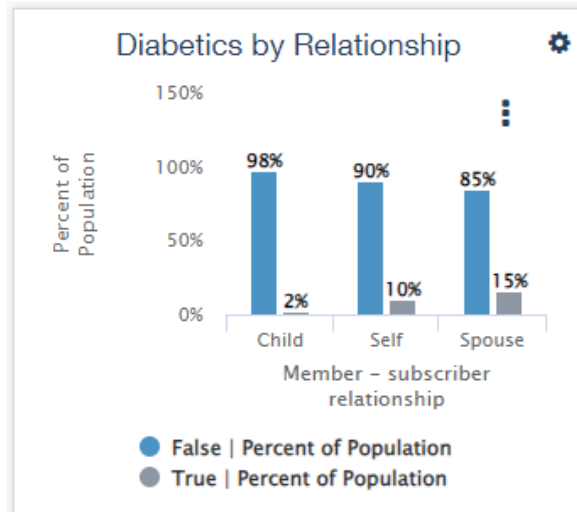 Diabetics by Relationship
150%
100%
50%
0%
Percent of
Population
98%
2%
90%
10%
85%
15%
Child
Self
Spouse
Member – subscriber
relationship
False | Percent of Population
True | Percent of Population